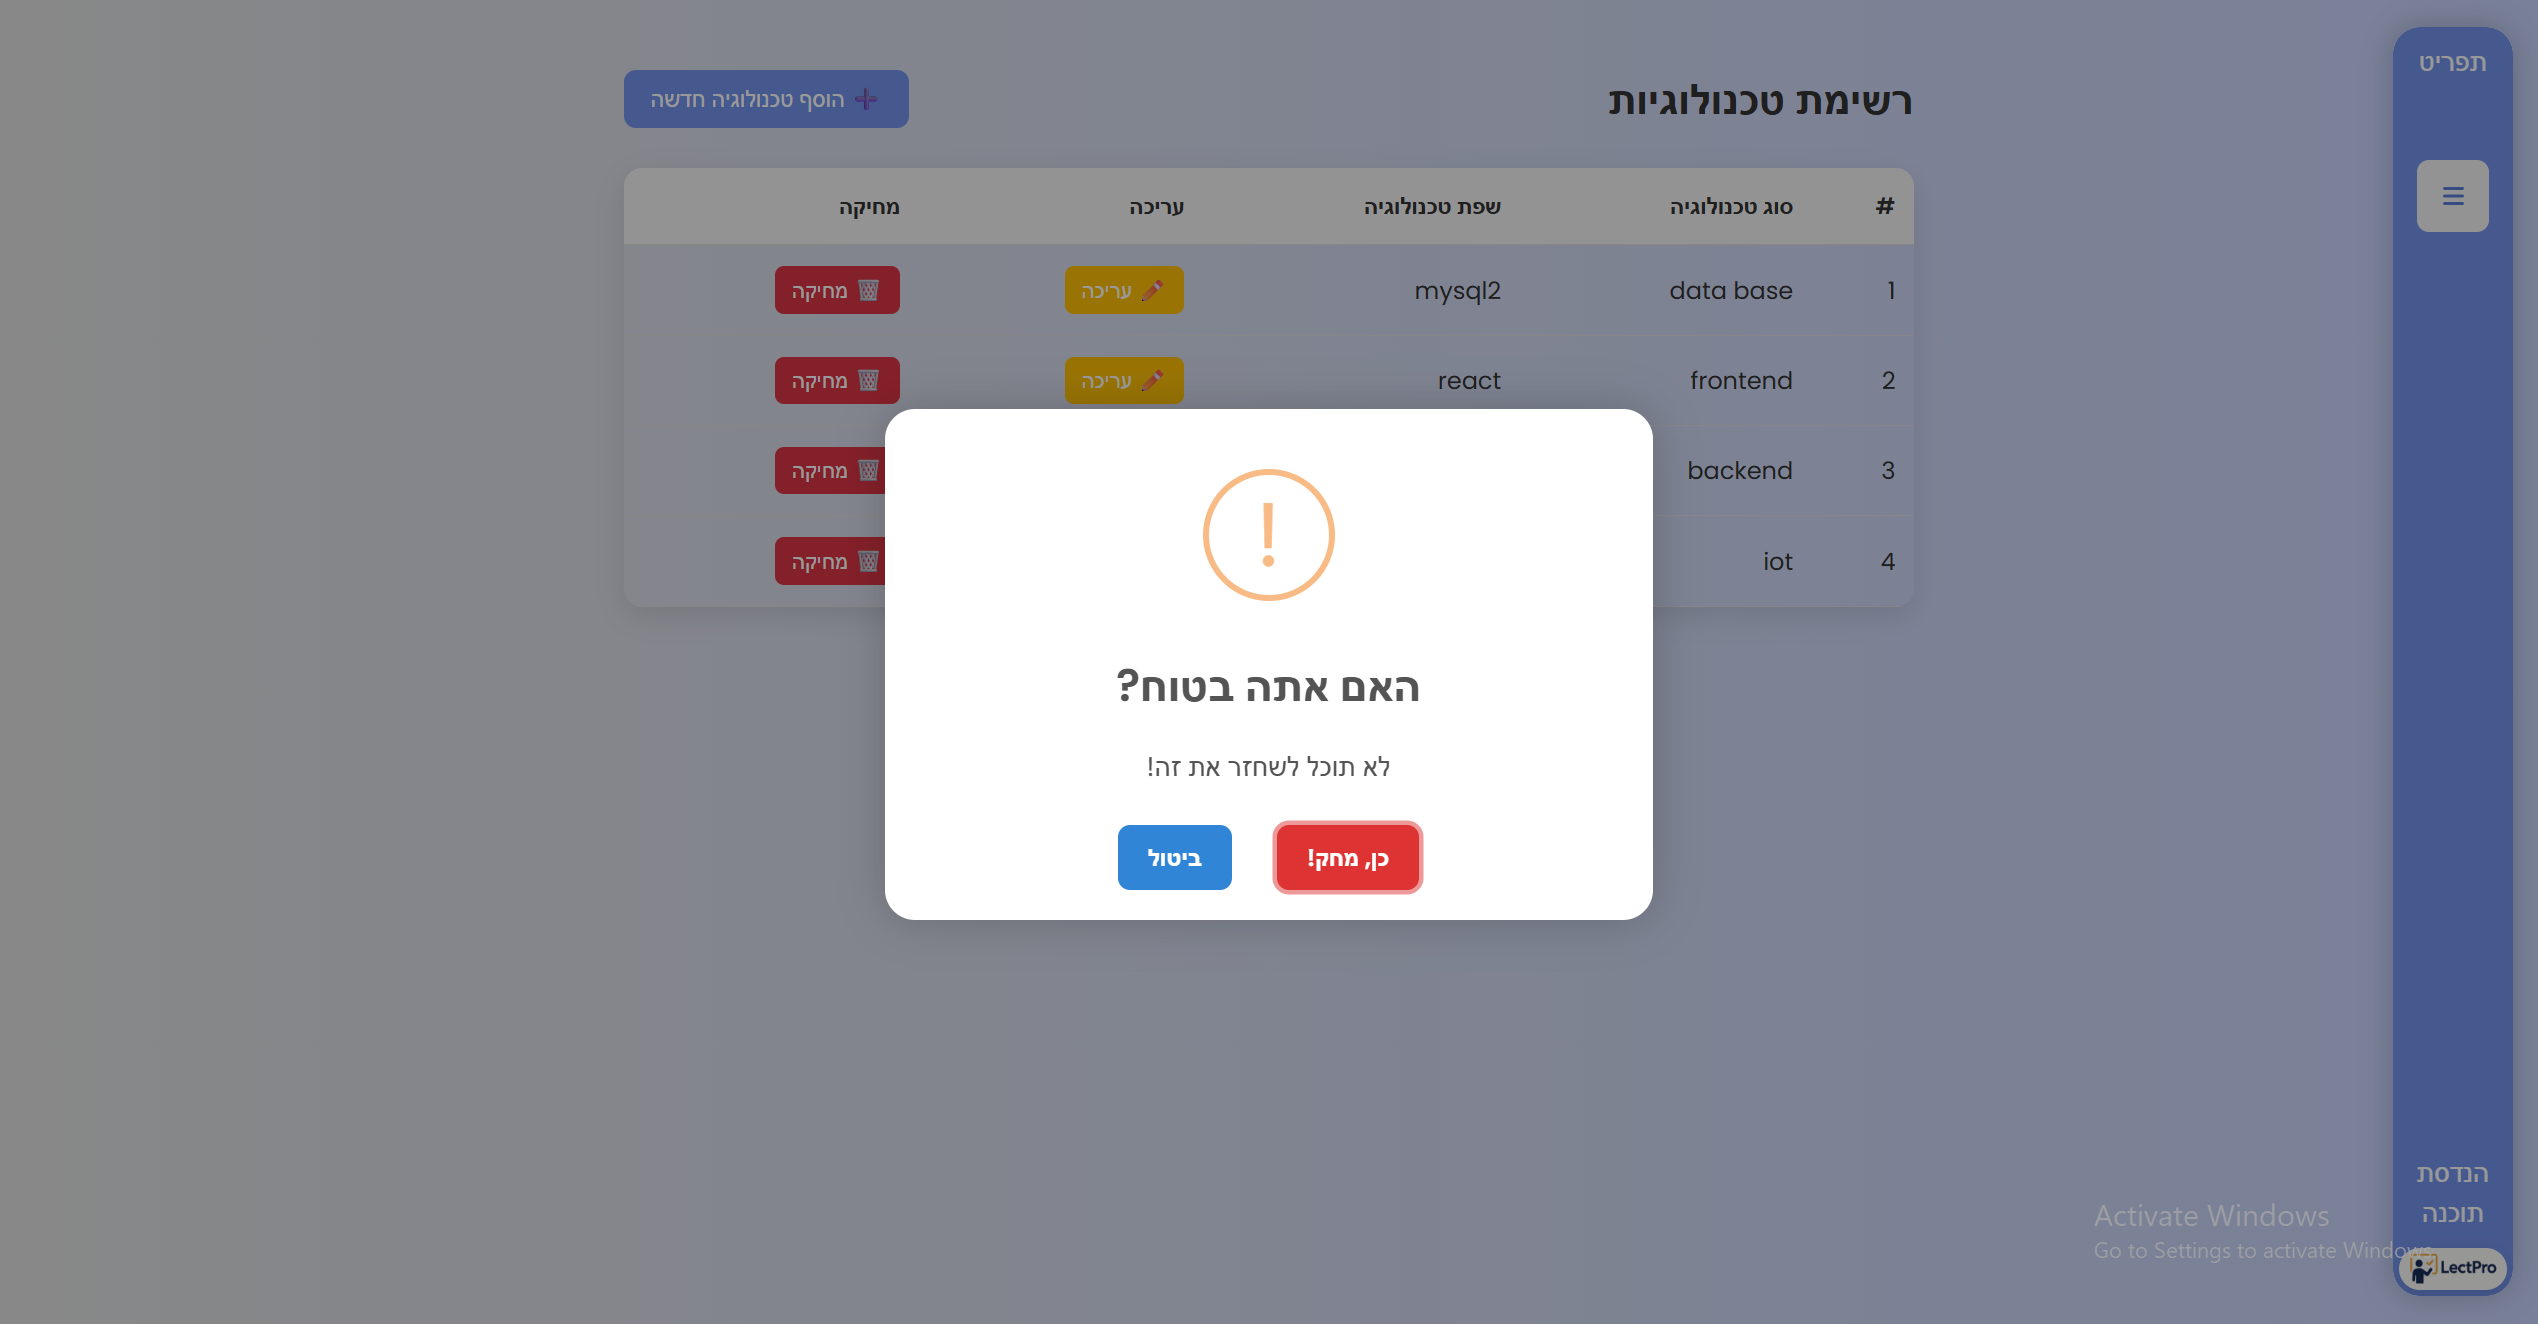 תפריט
רשימת טכנולוגיות
הוסף טכנולוגיה חדשה
# סוג טכנולוגיה שפת טכנולוגיה עריכה מחיקה
1 data base mysql2 עריכה מחיקה
2 frontend react עריכה מחיקה
3 backend מחיקה
4 iot מחיקה
!
האם אתה בטוח?
לא תוכל לשחזר את זה!
כן, מחק! ביטול
הנדסת
תוכנה
LectPro
Activate Windows
Go to Settings to activate Windows.